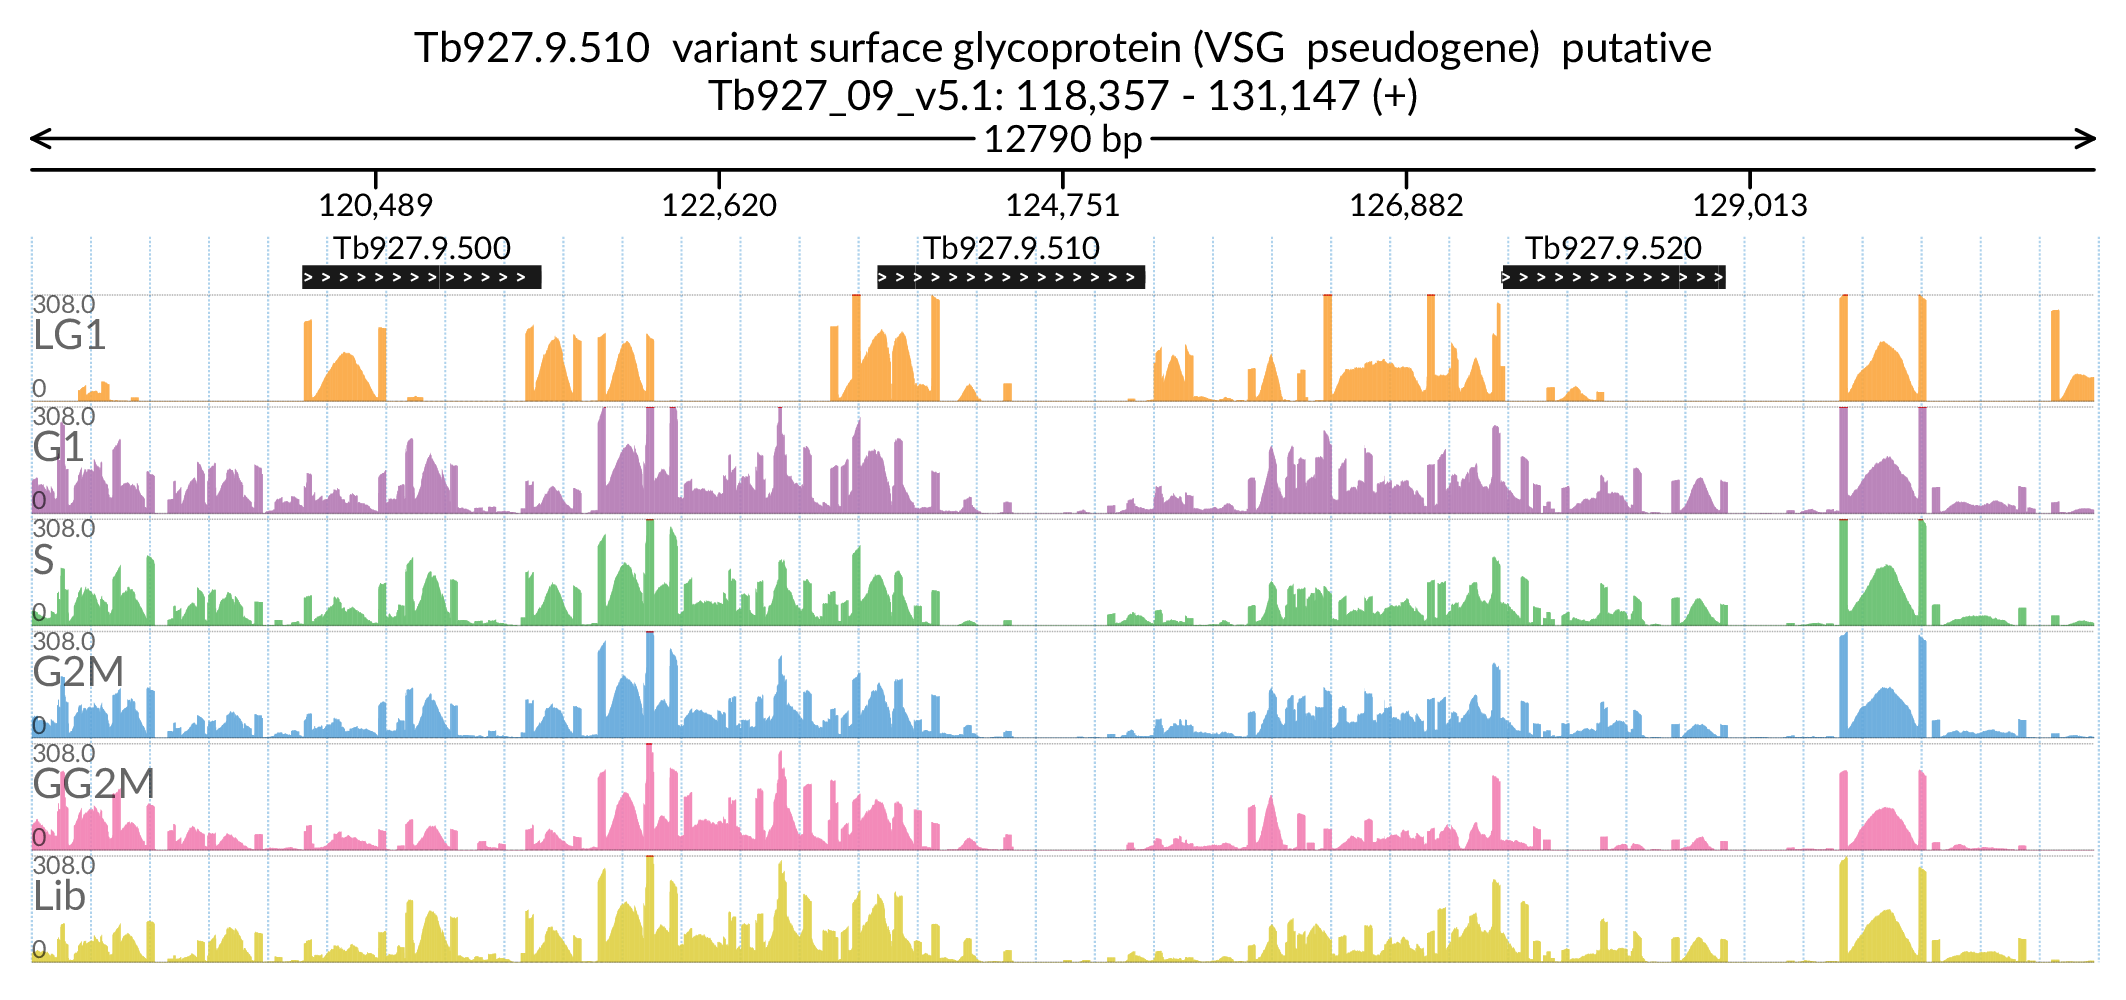 Tb927.9.510 variant surface glycoprotein (VSG pseudogene) putative
Tb927_09_v5.1: 118,357 - 131,147 (+)
12790 bp
120,489 122,620 124,751 126,882 129,013
Tb927.9.500 Tb927.9.510 Tb927.9.520
308.0
LG1
0
308.0
G1
0
308.0
S
0
308.0
G2M
0
308.0
GG2M
0
308.0
Lib
0